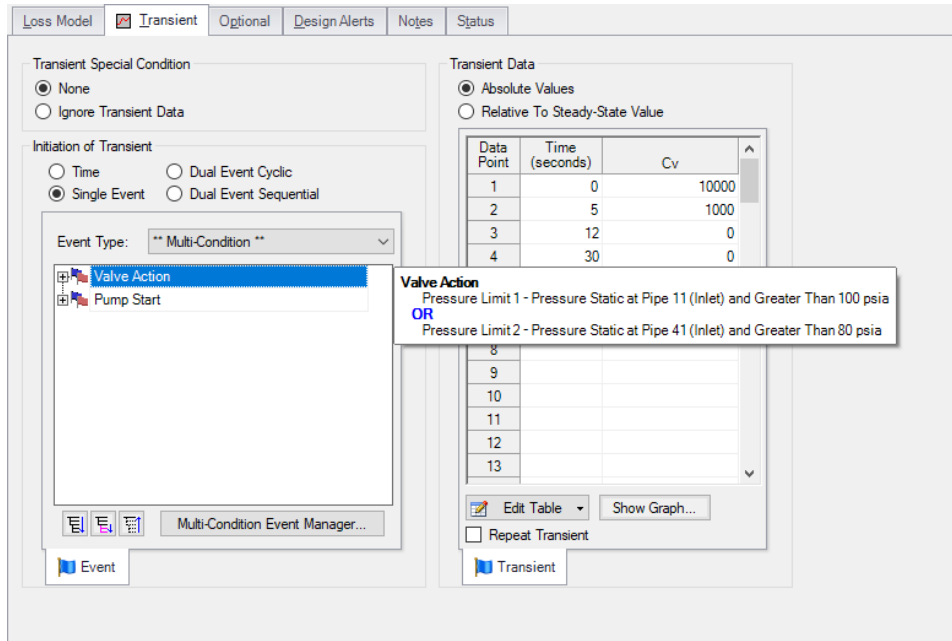 Loss Model Transient Optional Design Alerts Notes Status
Transient Special Condition
None
Ignore Transient Data
Initiation of Transient
Time Dual Event Cyclic
Single Event Dual Event Sequential
Event Type: ** Multi-Condition **
Valve Action
Pump Start
Multi-Condition Event Manager...
Event
Transient Data
Absolute Values
Relative To Steady-State Value
Data Point Time (seconds) Cv
1 0 10000
2 5 1000
3 12 0
4 30 0
Valve Action
Pressure Limit 1 - Pressure Static at Pipe 11 (Inlet) and Greater Than 100 psia
OR
Pressure Limit 2 - Pressure Static at Pipe 41 (Inlet) and Greater Than 80 psia
8
9
10
11
12
13
Edit Table Show Graph...
Repeat Transient
Transient